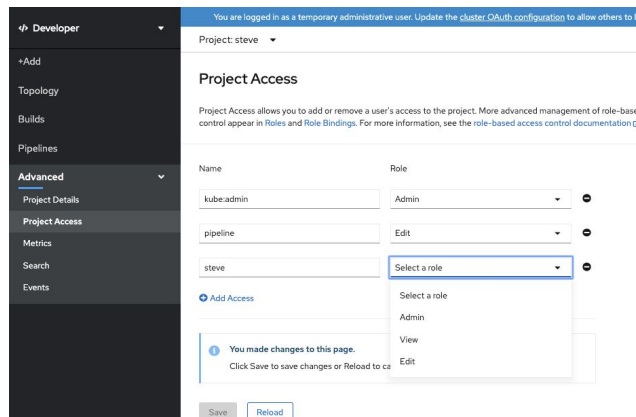 You are logged in as a temporary administrative user. Update the cluster OAuth configuration to allow others to
</> Developer
Project: steve
+Add
Topology
Builds
Pipelines
Advanced
Project Details
Project Access
Metrics
Search
Events
Project Access
Project Access allows you to add or remove a user's access to the project. More advanced management of role-base
control appear in Roles and Role Bindings. For more information, see the role-based access control documentation
Name Role
kube:admin Admin
pipeline Edit
steve Select a role
Add Access
Select a role
Admin
View
Edit
You made changes to this page.
Click Save to save changes or Reload to ca
Save Reload